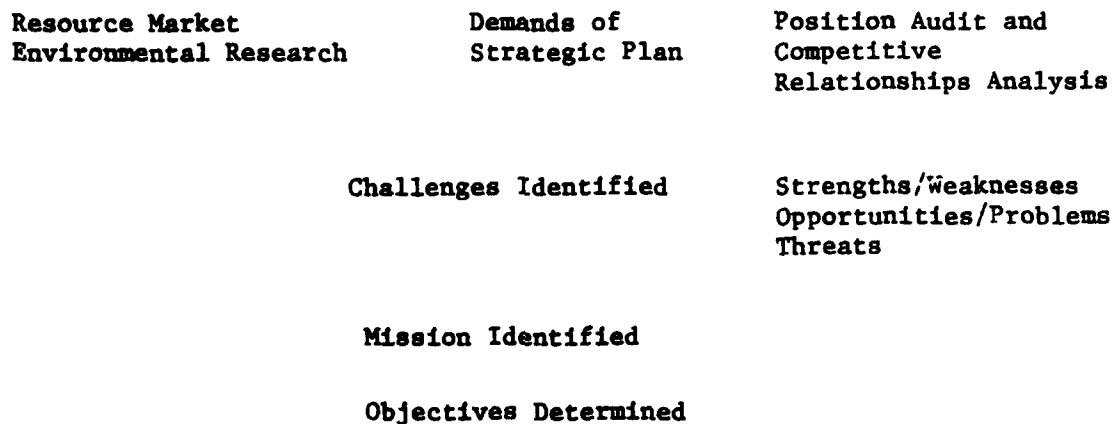 Resource Market
Environmental Research
Demands of
Strategic Plan
Position Audit and
Competitive
Relationships Analysis
Challenges Identified
Strengths/Weaknesses
Opportunities/Problems
Threats
Mission Identified
Objectives Determined